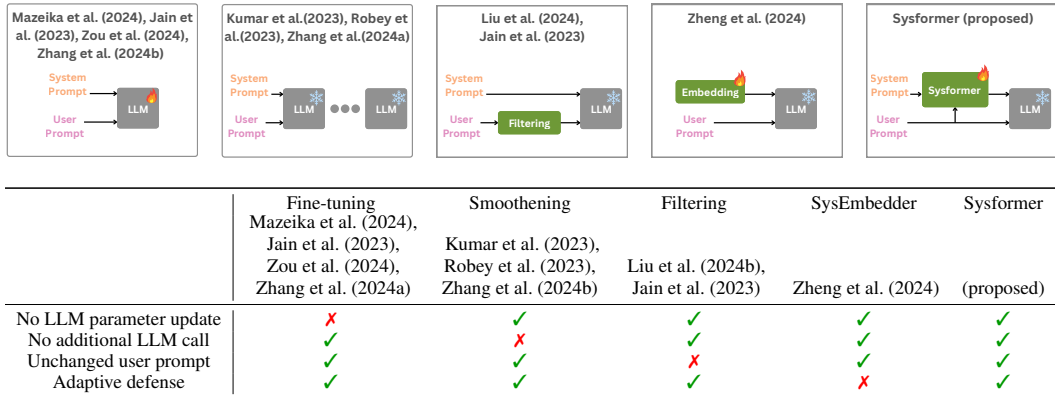 Mazeika et al. (2024), Jain
et al. (2023), Zou et al. (2024),
Zhang et al. (2024b)
System
Prompt
LLM
User
Prompt
Kumar et al.(2023), Robey et
al.(2023), Zhang et al.(2024a)
System
Prompt
LLM
LLM
User
Prompt
Liu et al. (2024),
Jain et al. (2023)
System
Prompt
LLM
User
Prompt
Filtering
Zheng et al. (2024)
Embedding
LLM
User
Prompt
Sysformer (proposed)
System
Prompt
Sysformer
LLM
User
Prompt
Fine-tuning Smoothening Filtering SysEmbedder Sysformer
Mazeika et al. (2024),
Jain et al. (2023), Kumar et al. (2023),
Zou et al. (2024), Robey et al. (2023), Liu et al. (2024b),
Zhang et al. (2024a) Zhang et al. (2024b) Jain et al. (2023) Zheng et al. (2024) (proposed)
No LLM parameter update ✗ ✓ ✓ ✓ ✓
No additional LLM call ✓ ✗ ✓ ✓ ✓
Unchanged user prompt ✓ ✓ ✗ ✓ ✓
Adaptive defense ✓ ✓ ✓ ✗ ✓